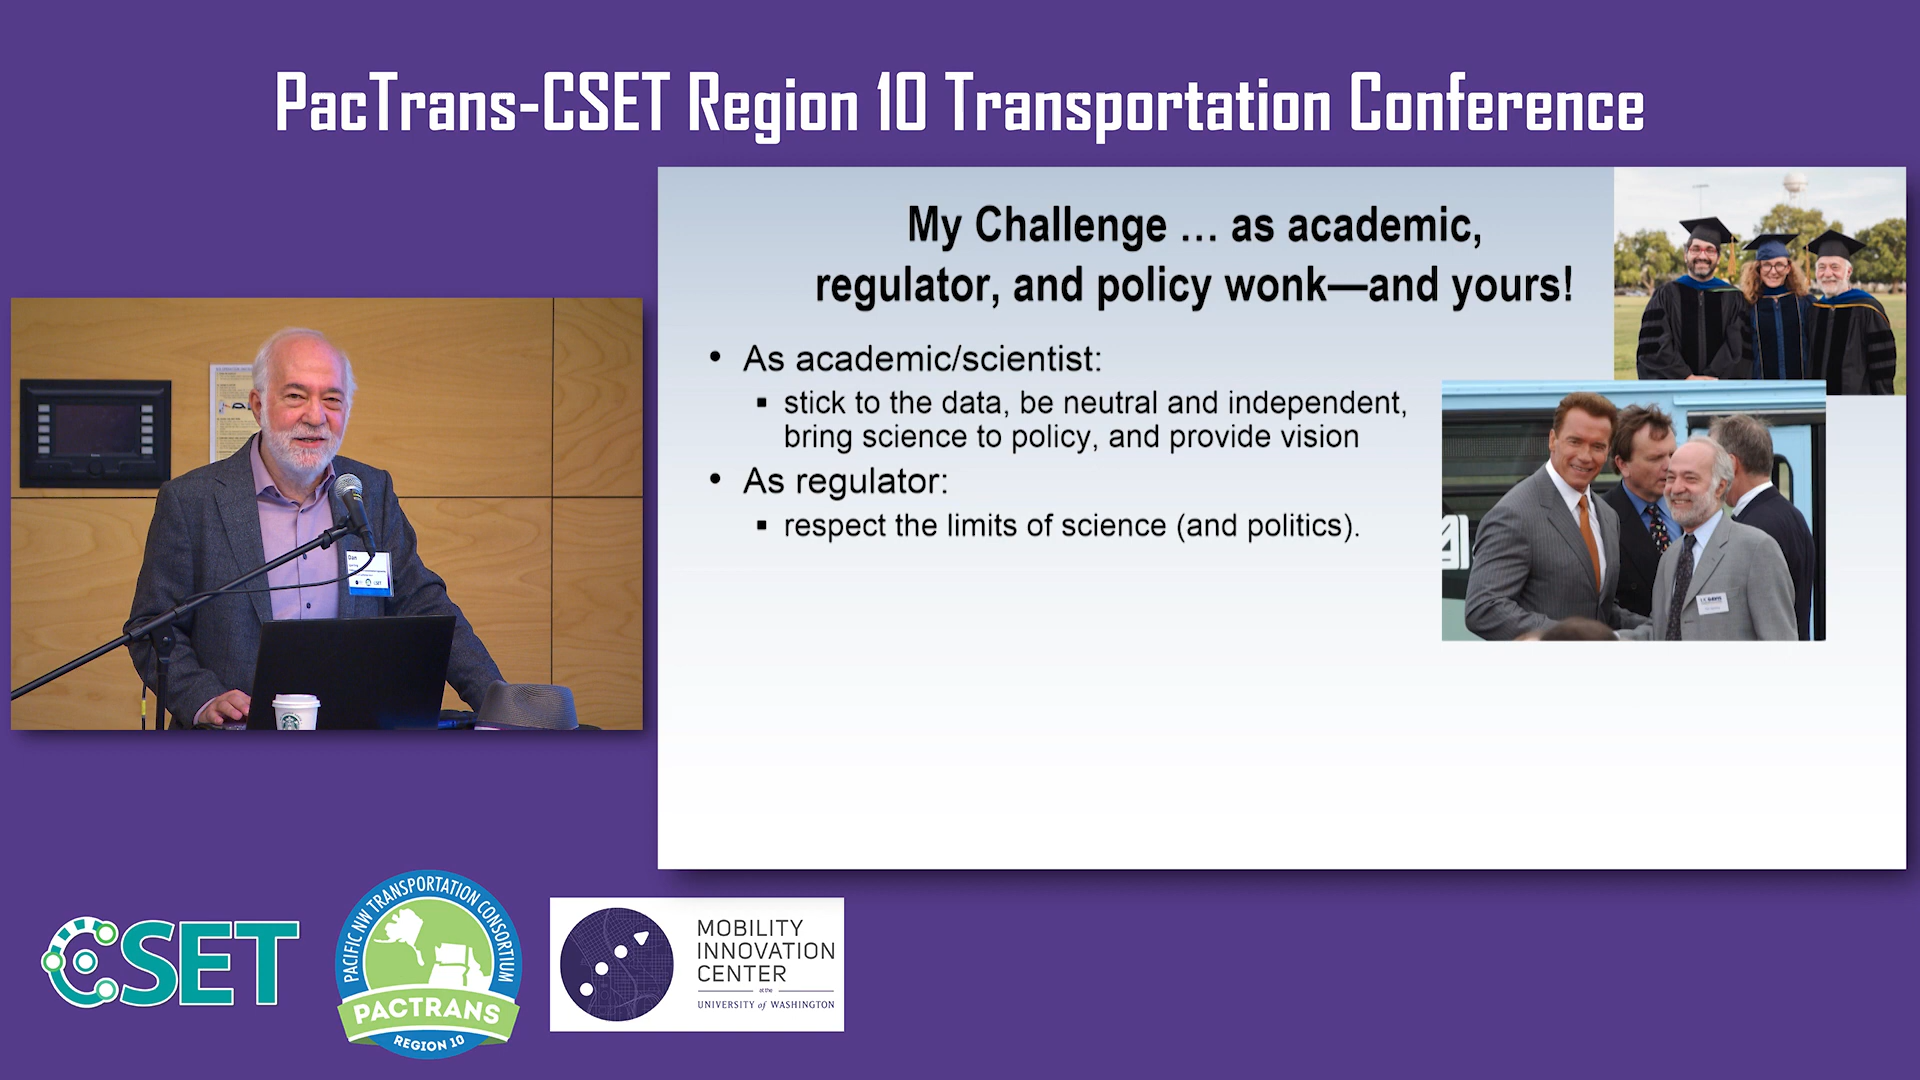 PacTrans-CSET Region 10 Transportation Conference
My Challenge … as academic,
regulator, and policy wonk—and yours!
• As academic/scientist:
▪ stick to the data, be neutral and independent,
bring science to policy, and provide vision
• As regulator:
▪ respect the limits of science (and politics).
Dan
CSET
PACIFIC NW TRANSPORTATION CONSORTIUM
PACTRANS
REGION 10
MOBILITY
INNOVATION
CENTER
at the
UNIVERSITY of WASHINGTON